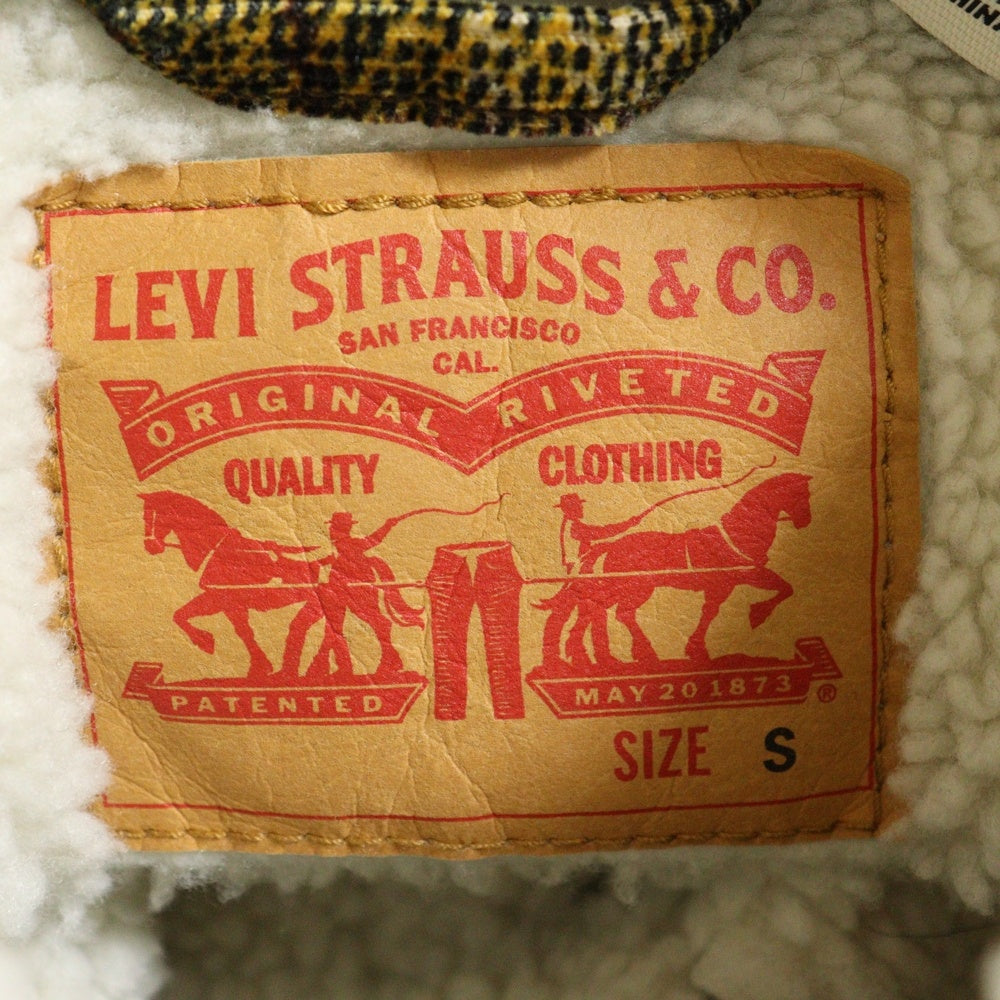 LEVI STRAUSS & CO.
SAN FRANCISCO
CAL.
ORIGINAL RIVETED
QUALITY CLOTHING
PATENTED MAY 20 1873 ®
SIZE S